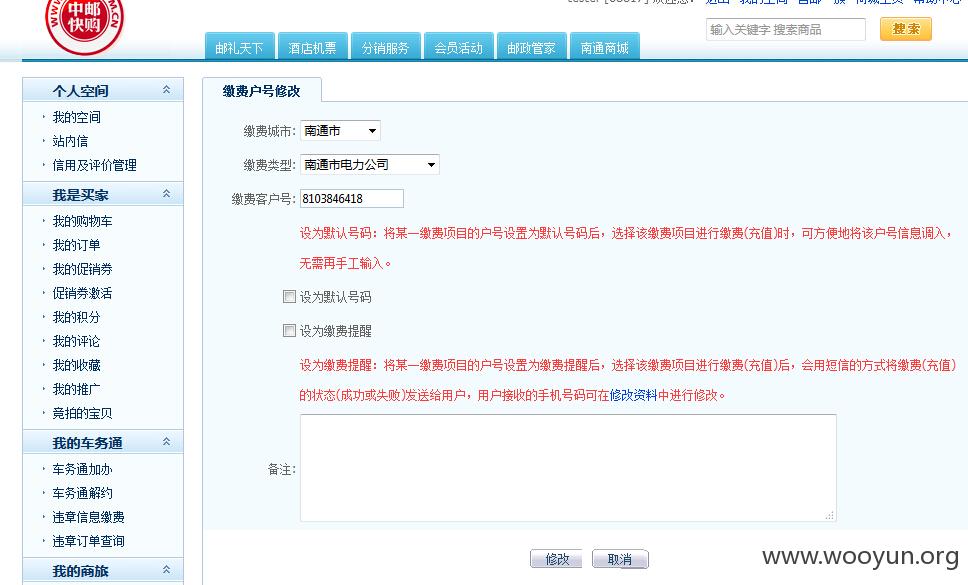 中邮
快购
输入关键字 搜索商品
搜 索
邮礼天下
酒店机票
分销服务
会员活动
邮政管家
南通商城
个人空间
我的空间
站内信
信用及评价管理
我是买家
我的购物车
我的订单
我的促销券
促销券激活
我的积分
我的评论
我的收藏
我的推广
竞拍的宝贝
我的车务通
车务通加办
车务通解约
违章信息缴费
违章订单查询
我的商旅
缴费户号修改
缴费城市: 南通市
缴费类型: 南通市电力公司
缴费客户号: 8103846418
设为默认号码：将某一缴费项目的户号设置为默认号码后，选择该缴费项目进行缴费(充值)时，可方便地将该户号信息调入，
无需再手工输入。
设为默认号码
设为缴费提醒
设为缴费提醒：将某一缴费项目的户号设置为缴费提醒后，选择该缴费项目进行缴费(充值)后，会用短信的方式将缴费(充值)
的状态(成功或失败)发送给用户，用户接收的手机号码可在修改资料中进行修改。
备注:
修改
取消
www.wooyun.org